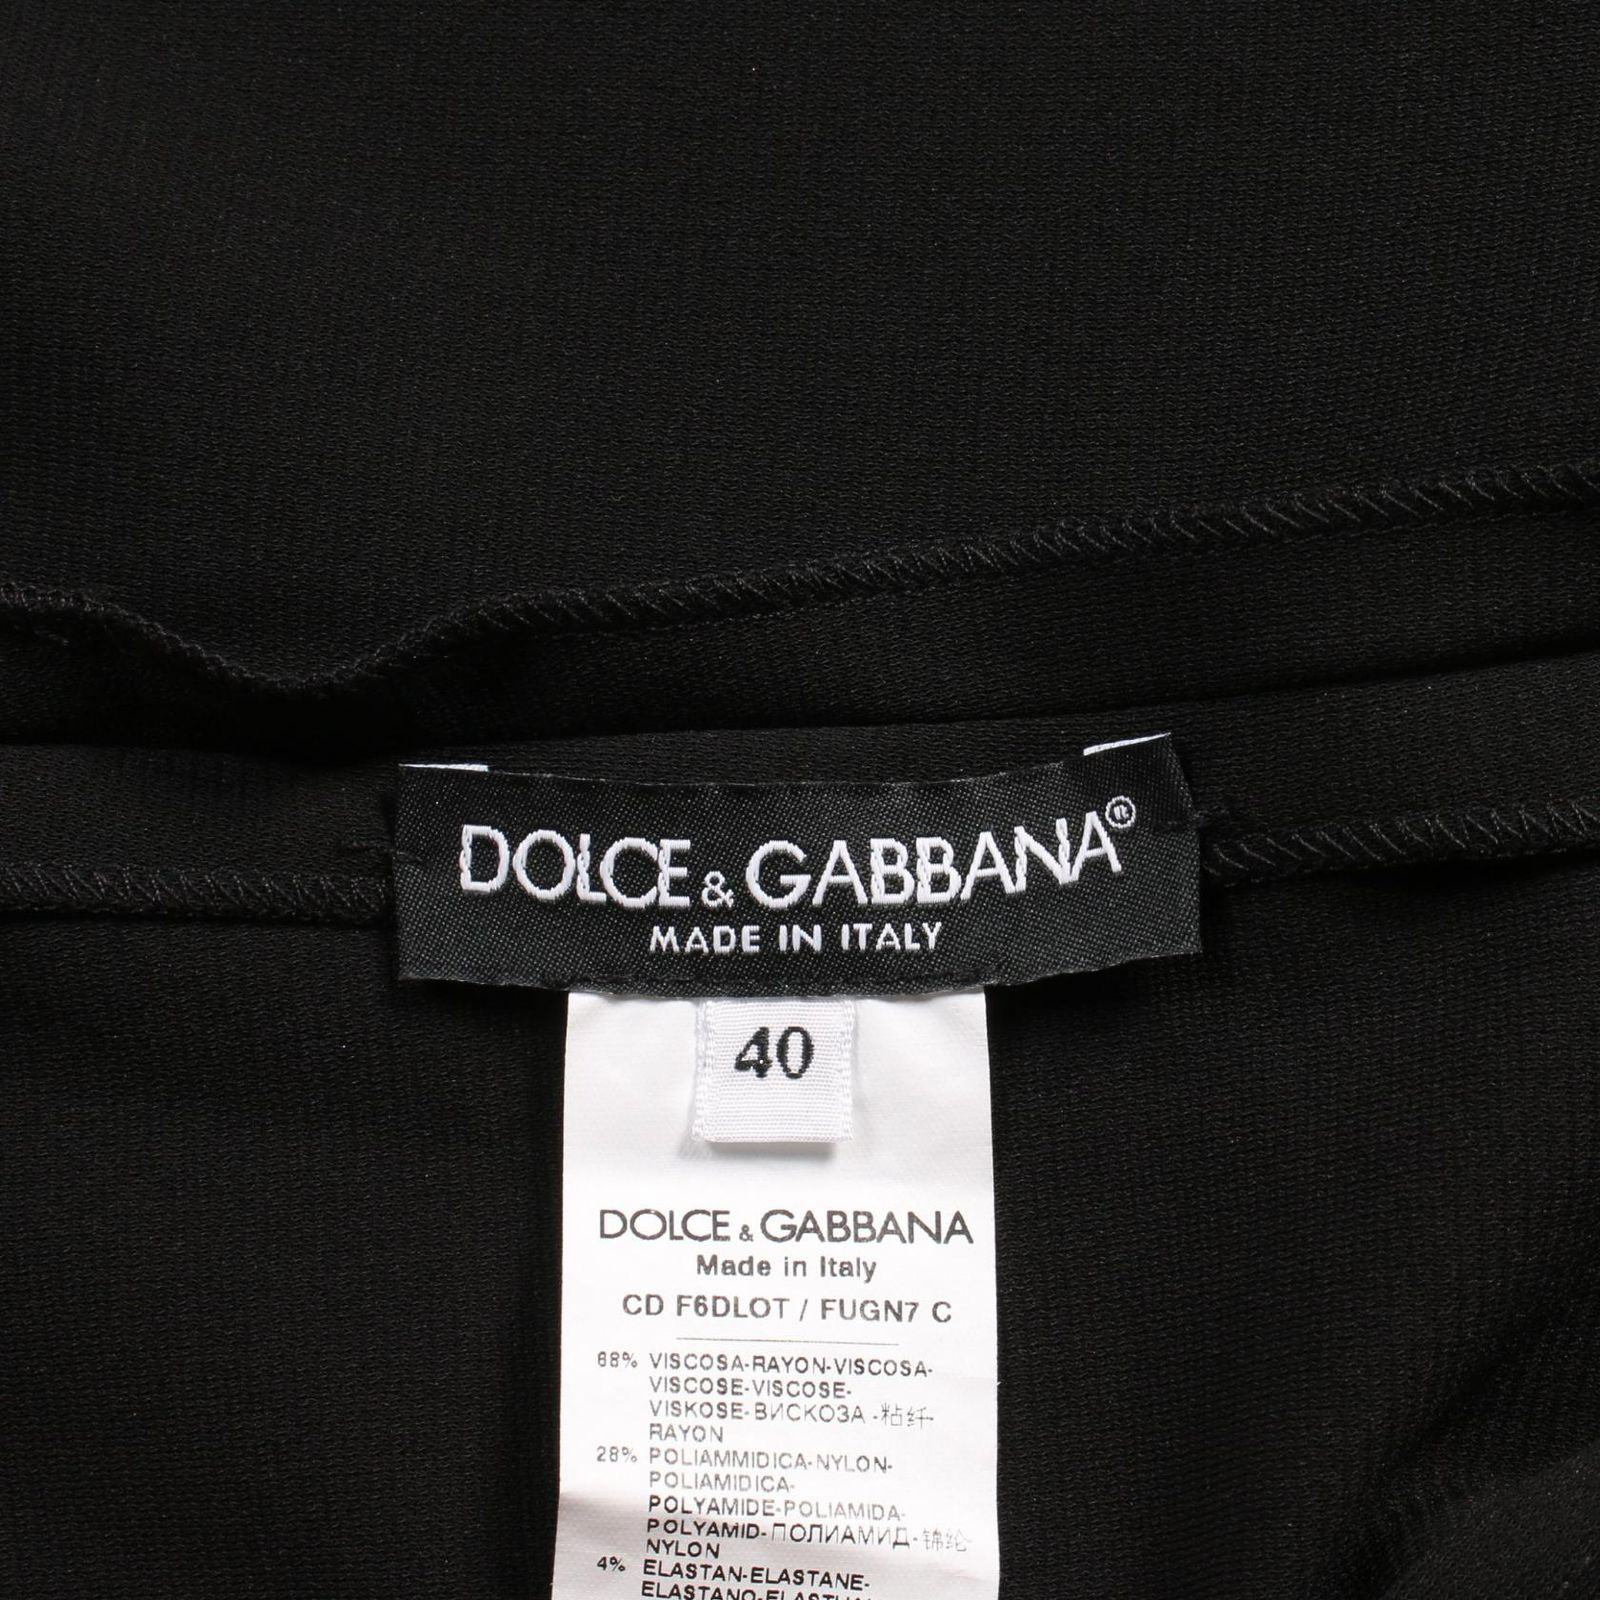 DOLCE & GABBANA®
MADE IN ITALY
40
DOLCE & GABBANA
Made in Italy
CD F6DLOT / FUGN7 C
68% VISCOSA-RAYON-VISCOSA-
VISCOSE-VISCOSE-
VISKOSE-ВИСКОЗА-粘纤-
RAYON
28% POLIAMMIDICA-NYLON-
POLIAMIDICA-
POLYAMIDE-POLIAMIDA-
POLYAMID-ПОЛИАМИД-锦纶-
NYLON
4% ELASTAN-ELASTANE-